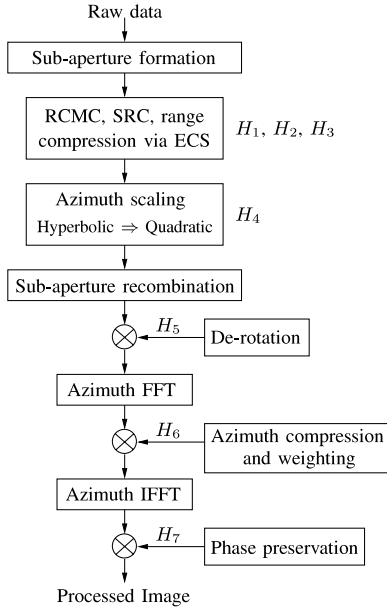 Raw data
Sub-aperture formation
RCMC, SRC, range
compression via ECS
H₁, H₂, H₃
Azimuth scaling
Hyperbolic ⇒ Quadratic
H₄
Sub-aperture recombination
H₅
De-rotation
Azimuth FFT
H₆
Azimuth compression
and weighting
Azimuth IFFT
H₇
Phase preservation
Processed Image